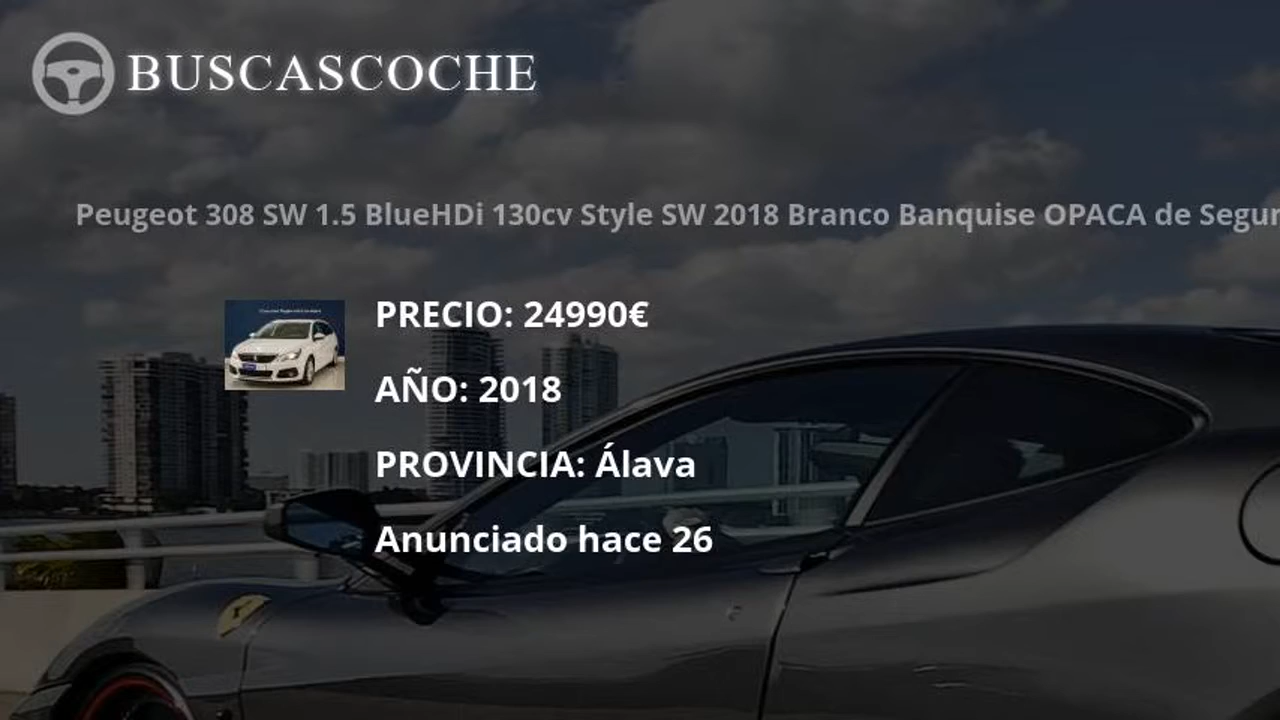 BUSCASCOCHE
Peugeot 308 SW 1.5 BlueHDi 130cv Style SW 2018 Branco Banquise OPACA de Segur
PRECIO: 24990€
AÑO: 2018
PROVINCIA: Álava
Anunciado hace 26